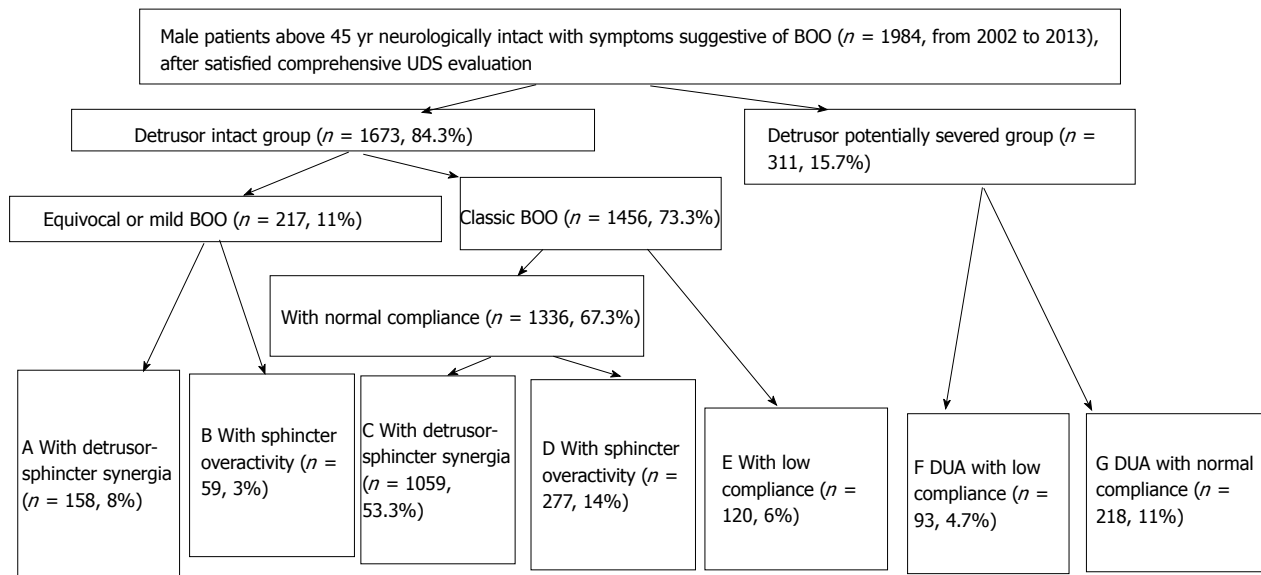 Male patients above 45 yr neurologically intact with symptoms suggestive of BOO (n = 1984, from 2002 to 2013),
after satisfied comprehensive UDS evaluation
Detrusor intact group (n = 1673, 84.3%)
Detrusor potentially severed group (n =
311, 15.7%)
Equivocal or mild BOO (n = 217, 11%)
Classic BOO (n = 1456, 73.3%)
With normal compliance (n = 1336, 67.3%)
A With detrusor-
sphincter synergia
(n = 158, 8%)
B With sphincter
overactivity (n =
59, 3%)
C With detrusor-
sphincter synergia
(n = 1059,
53.3%)
D With sphincter
overactivity (n =
277, 14%)
E With low
compliance (n =
120, 6%)
F DUA with low
compliance (n =
93, 4.7%)
G DUA with normal
compliance (n =
218, 11%)